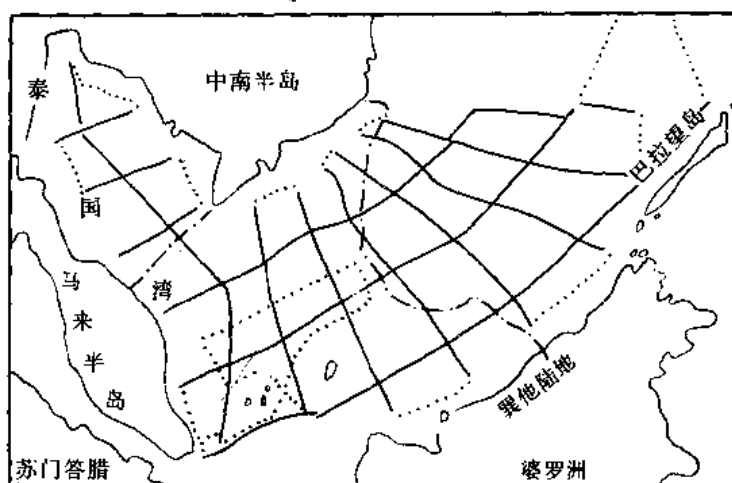 泰国湾
中南半岛
巴拉望岛
马来半岛
巽他陆地
苏门答腊
婆罗洲